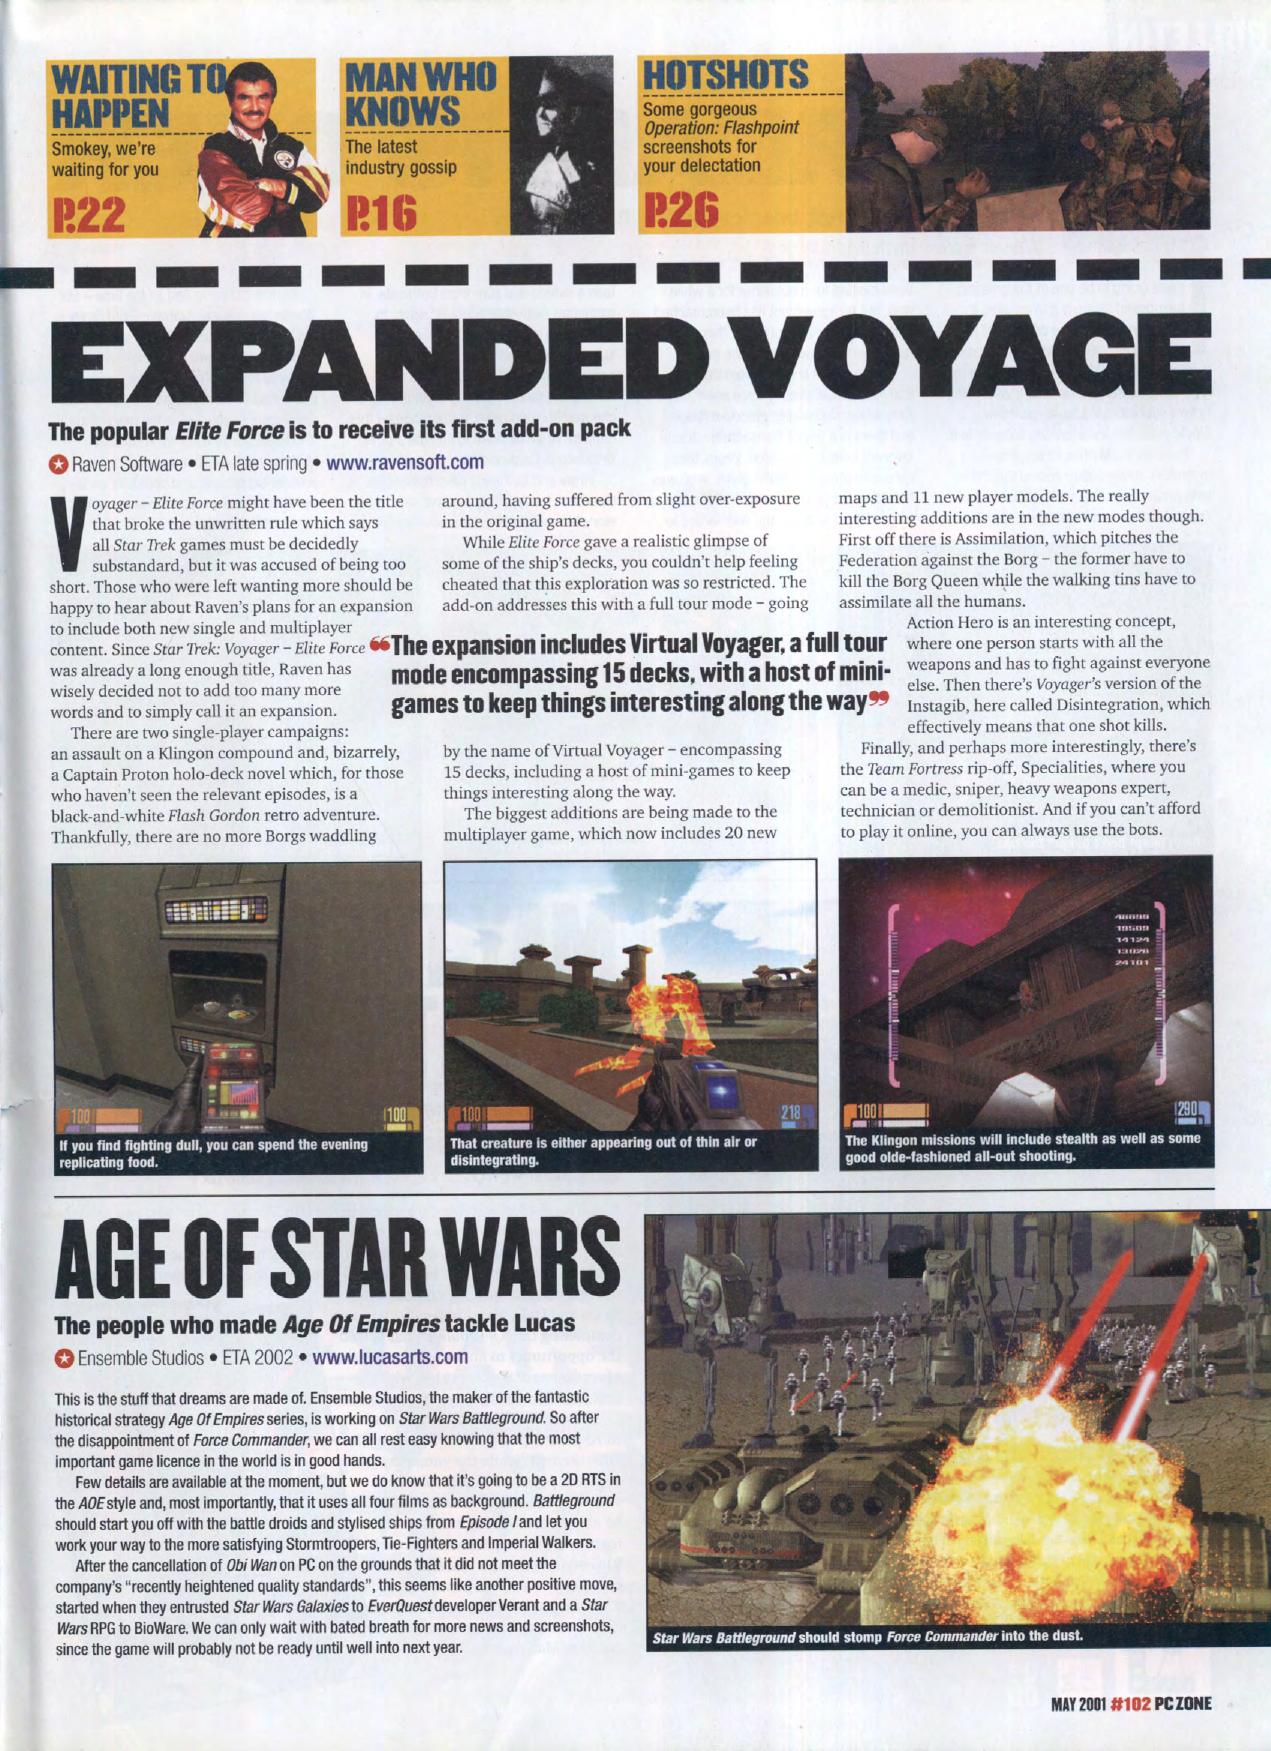 WAITING TO
HAPPEN
Smokey, we're
waiting for you
P.22
MAN WHO
KNOWS
The latest
industry gossip
P.16
HOTSHOTS
Some gorgeous
Operation: Flashpoint
screenshots for
your delectation
P.26
EXPANDED VOYAGE
The popular Elite Force is to receive its first add-on pack
Raven Software • ETA late spring • www.ravensoft.com
Voyager – Elite Force might have been the title
that broke the unwritten rule which says
all Star Trek games must be decidedly
substandard, but it was accused of being too
short. Those who were left wanting more should be
happy to hear about Raven's plans for an expansion
to include both new single and multiplayer
content. Since Star Trek: Voyager – Elite Force
was already a long enough title, Raven has
wisely decided not to add too many more
words and to simply call it an expansion.
There are two single-player campaigns:
an assault on a Klingon compound and, bizarrely,
a Captain Proton holo-deck novel which, for those
who haven't seen the relevant episodes, is a
black-and-white Flash Gordon retro adventure.
Thankfully, there are no more Borgs waddling
around, having suffered from slight over-exposure
in the original game.
While Elite Force gave a realistic glimpse of
some of the ship's decks, you couldn't help feeling
cheated that this exploration was so restricted. The
add-on addresses this with a full tour mode – going
“The expansion includes Virtual Voyager, a full tour
mode encompassing 15 decks, with a host of mini-
games to keep things interesting along the way”
by the name of Virtual Voyager – encompassing
15 decks, including a host of mini-games to keep
things interesting along the way.
The biggest additions are being made to the
multiplayer game, which now includes 20 new
maps and 11 new player models. The really
interesting additions are in the new modes though.
First off there is Assimilation, which pitches the
Federation against the Borg – the former have to
kill the Borg Queen while the walking tins have to
assimilate all the humans.
Action Hero is an interesting concept,
where one person starts with all the
weapons and has to fight against everyone
else. Then there's Voyager's version of the
Instagib, here called Disintegration, which
effectively means that one shot kills.
Finally, and perhaps more interestingly, there's
the Team Fortress rip-off, Specialities, where you
can be a medic, sniper, heavy weapons expert,
technician or demolitionist. And if you can't afford
to play it online, you can always use the bots.
100
100
If you find fighting dull, you can spend the evening
replicating food.
100
218
That creature is either appearing out of thin air or
disintegrating.
19509
14124
13026
24101
100
290
The Klingon missions will include stealth as well as some
good olde-fashioned all-out shooting.
AGE OF STAR WARS
The people who made Age Of Empires tackle Lucas
Ensemble Studios • ETA 2002 • www.lucasarts.com
This is the stuff that dreams are made of. Ensemble Studios, the maker of the fantastic
historical strategy Age Of Empires series, is working on Star Wars Battleground. So after
the disappointment of Force Commander, we can all rest easy knowing that the most
important game licence in the world is in good hands.
Few details are available at the moment, but we do know that it's going to be a 2D RTS in
the AOE style and, most importantly, that it uses all four films as background. Battleground
should start you off with the battle droids and stylised ships from Episode I and let you
work your way to the more satisfying Stormtroopers, Tie-Fighters and Imperial Walkers.
After the cancellation of Obi Wan on PC on the grounds that it did not meet the
company's "recently heightened quality standards", this seems like another positive move,
started when they entrusted Star Wars Galaxies to EverQuest developer Verant and a Star
Wars RPG to BioWare. We can only wait with bated breath for more news and screenshots,
since the game will probably not be ready until well into next year.
Star Wars Battleground should stomp Force Commander into the dust.
MAY 2001 #102 PC ZONE